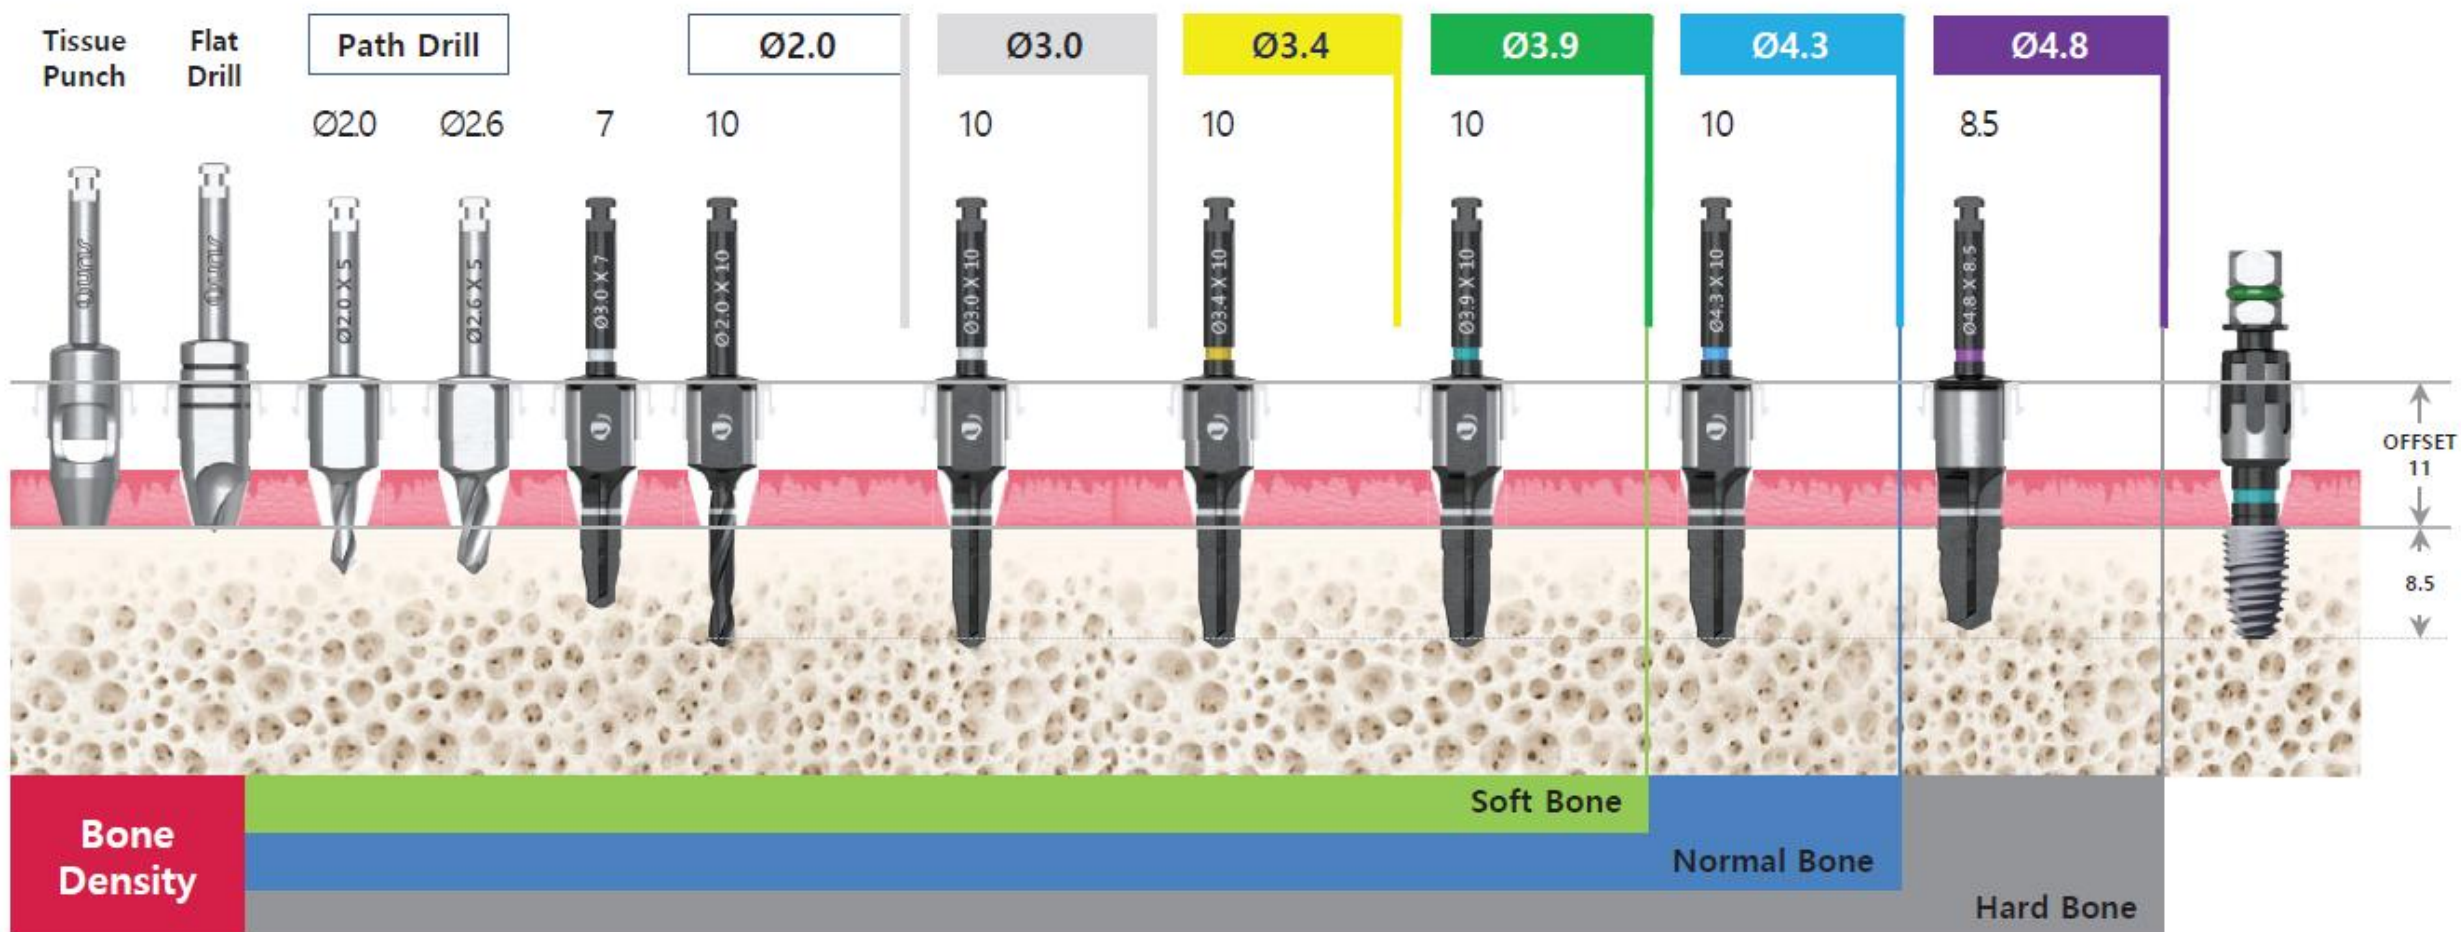 Tissue
Punch
Flat
Drill
Path Drill
Ø2.0
Ø3.0
Ø3.4
Ø3.9
Ø4.3
Ø4.8
Ø2.0
Ø2.6
7
10
10
10
10
10
8.5
Ø2.0 X 5
Ø2.6 X 5
Ø3.0 X 7
Ø2.0 X 10
Ø3.0 X 10
Ø3.4 X 10
Ø3.9 X 10
Ø4.3 X 10
Ø4.8 X 8.5
OFFSET
11
8.5
Soft Bone
Bone
Density
Normal Bone
Hard Bone